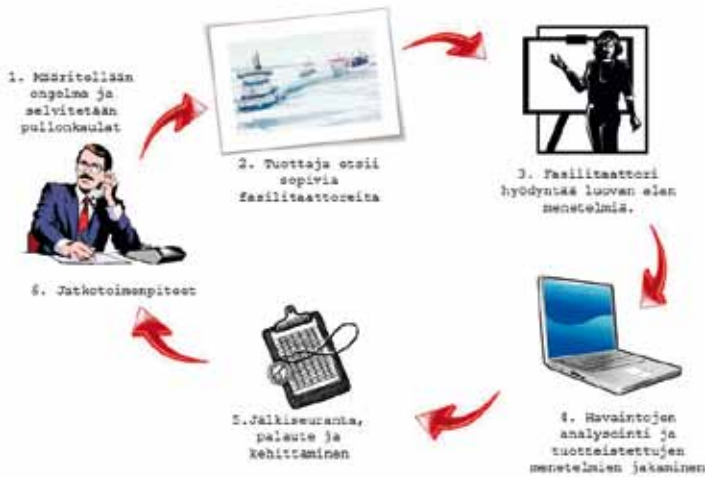 1. Määritellään
ongelma ja
selvitetään
pullonkaulat
2. Tuottaja etsii
sopivia
fasilitaattoreita
3. Fasilitaattori
hyödyntää luovan alan
menetelmiä.
4. Havaintojen
analysointi ja
tuotteistettujen
menetelmien jakaminen
5.Jälkiseuranta,
palaute ja
kehittäminen
6. Jatkotoimenpiteet